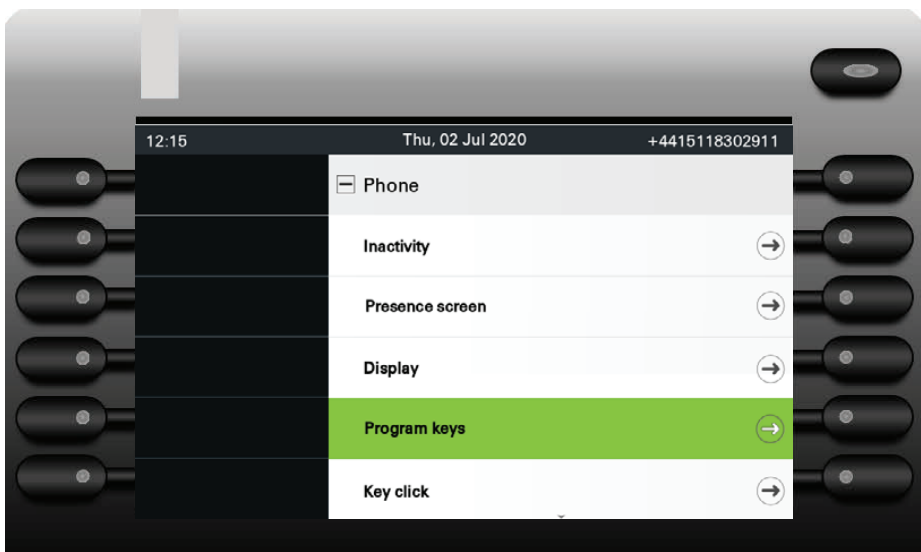 12:15 Thu, 02 Jul 2020 +4415118302911
Phone
Inactivity
Presence screen
Display
Program keys
Key click